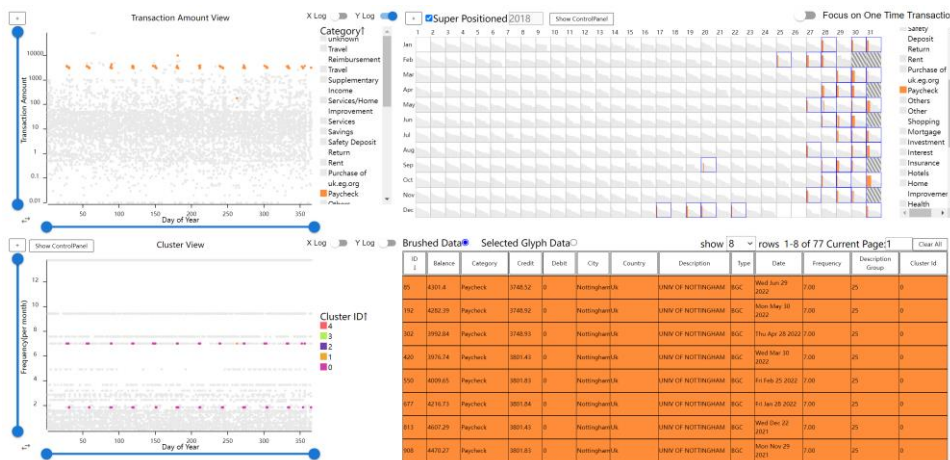 Transaction Amount View
X Log
Y Log
Category↑
unknown
Travel
Reimbursement
Travel
Supplementary
Income
Services/Home
Improvement
Services
Savings
Safety Deposit
Return
Rent
Purchase of
uk.eg.org
Paycheck
Others
Transaction Amount
10000
1000
100
10
1
0.1
0.01
50 100 150 200 250 300 350
Day of Year
Super Positioned 2018
Show ControlPanel
Focus on One Time Transactio
1 2 3 4 5 6 7 8 9 10 11 12 13 14 15 16 17 18 19 20 21 22 23 24 25 26 27 28 29 30 31
Jan
Feb
Mar
Apr
May
Jun
Jul
Aug
Sep
Oct
Nov
Dec
Safety
Deposit
Return
Rent
Purchase of
uk.eg.org
Paycheck
Others
Other
Shopping
Mortgage
Investment
Interest
Insurance
Hotels
Home
Improvemer
Health
Show ControlPanel
Cluster View
X Log
Y Log
Cluster ID↑
4
3
2
1
0
Frequency(per month)
12
10
8
6
4
2
50 100 150 200 250 300 350
Day of Year
Brushed Data
Selected Glyph Data
show 8 rows 1-8 of 77 Current Page:1
Clear All
ID Balance Category Credit Debit City Country Description Type Date Frequency Description Group Cluster Id
85 4301.4 Paycheck 3748.52 0 Nottingham Uk UNIV OF NOTTINGHAM BGC Wed Jun 29 2022 7.00 25 0
192 4282.39 Paycheck 3748.92 0 Nottingham Uk UNIV OF NOTTINGHAM BGC Mon May 30 2022 7.00 25 0
302 3992.84 Paycheck 3748.93 0 Nottingham Uk UNIV OF NOTTINGHAM BGC Thu Apr 28 2022 7.00 25 0
420 3976.74 Paycheck 3801.43 0 Nottingham Uk UNIV OF NOTTINGHAM BGC Wed Mar 30 2022 7.00 25 0
550 4009.65 Paycheck 3801.83 0 Nottingham Uk UNIV OF NOTTINGHAM BGC Fri Feb 25 2022 7.00 25 0
677 4216.73 Paycheck 3801.84 0 Nottingham Uk UNIV OF NOTTINGHAM BGC Fri Jan 28 2022 7.00 25 0
813 4607.29 Paycheck 3801.43 0 Nottingham Uk UNIV OF NOTTINGHAM BGC Wed Dec 22 2021 7.00 25 0
908 4470.27 Paycheck 3801.83 0 Nottingham Uk UNIV OF NOTTINGHAM BGC Mon Nov 29 2021 7.00 25 0